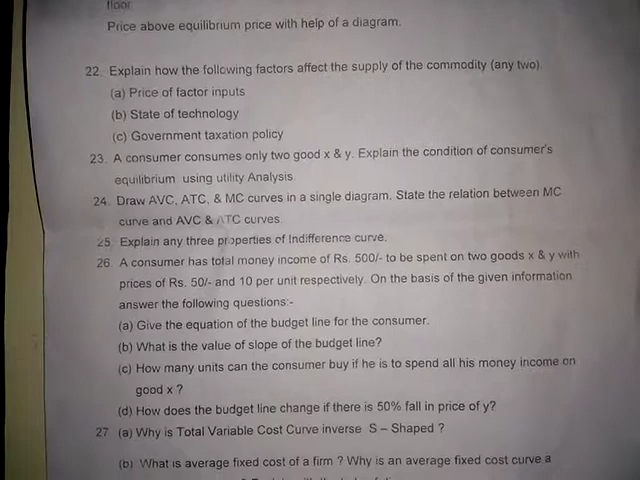 floor
Price above equilibrium price with help of a diagram.
22. Explain how the following factors affect the supply of the commodity (any two).
(a) Price of factor inputs
(b) State of technology
(c) Government taxation policy
23. A consumer consumes only two good x & y. Explain the condition of consumer's
equilibrium using utility Analysis.
24. Draw AVC, ATC, & MC curves in a single diagram. State the relation between MC
curve and AVC & ATC curves.
25. Explain any three properties of Indifference curve.
26. A consumer has total money income of Rs. 500/- to be spent on two goods x & y with
prices of Rs. 50/- and 10 per unit respectively. On the basis of the given information
answer the following questions:-
(a) Give the equation of the budget line for the consumer.
(b) What is the value of slope of the budget line?
(c) How many units can the consumer buy if he is to spend all his money income on
good x ?
(d) How does the budget line change if there is 50% fall in price of y?
27 (a) Why is Total Variable Cost Curve inverse S – Shaped ?
(b) What is average fixed cost of a firm ? Why is an average fixed cost curve a